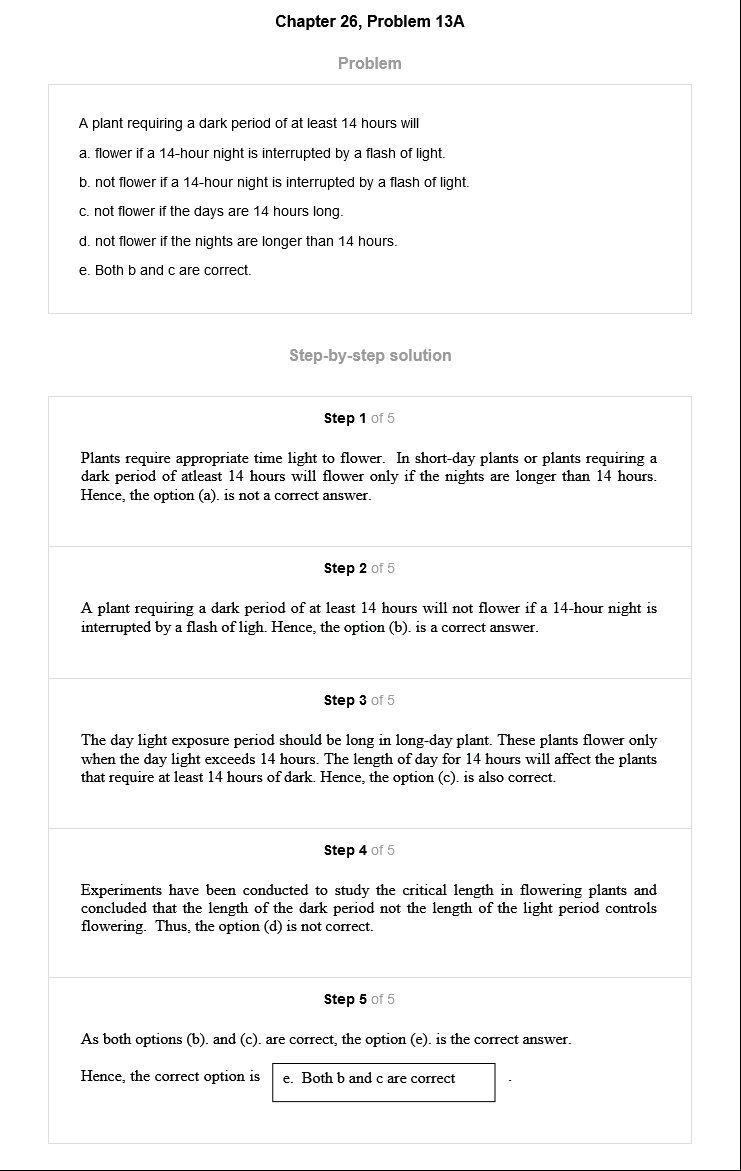 Chapter 26, Problem 13A
Problem
A plant requiring a dark period of at least 14 hours will
a. flower if a 14-hour night is interrupted by a flash of light.
b. not flower if a 14-hour night is interrupted by a flash of light.
c. not flower if the days are 14 hours long.
d. not flower if the nights are longer than 14 hours.
e. Both b and c are correct.
Step-by-step solution
Step 1 of 5
Plants require appropriate time light to flower. In short-day plants or plants requiring a
dark period of atleast 14 hours will flower only if the nights are longer than 14 hours.
Hence, the option (a). is not a correct answer.
Step 2 of 5
A plant requiring a dark period of at least 14 hours will not flower if a 14-hour night is
interrupted by a flash of ligh. Hence, the option (b). is a correct answer.
Step 3 of 5
The day light exposure period should be long in long-day plant. These plants flower only
when the day light exceeds 14 hours. The length of day for 14 hours will affect the plants
that require at least 14 hours of dark. Hence, the option (c). is also correct.
Step 4 of 5
Experiments have been conducted to study the critical length in flowering plants and
concluded that the length of the dark period not the length of the light period controls
flowering. Thus, the option (d) is not correct.
Step 5 of 5
As both options (b). and (c). are correct, the option (e). is the correct answer.
Hence, the correct option is e. Both b and c are correct .